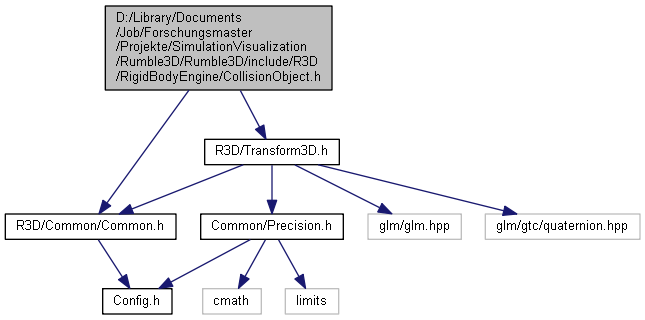 D:/Library/Documents
/Job/Forschungsmaster
/Projekte/SimulationVisualization
/Rumble3D/Rumble3D/include/R3D
/RigidBodyEngine/CollisionObject.h
R3D/Transform3D.h
R3D/Common/Common.h
Common/Precision.h
glm/glm.hpp
glm/gtc/quaternion.hpp
Config.h
cmath
limits